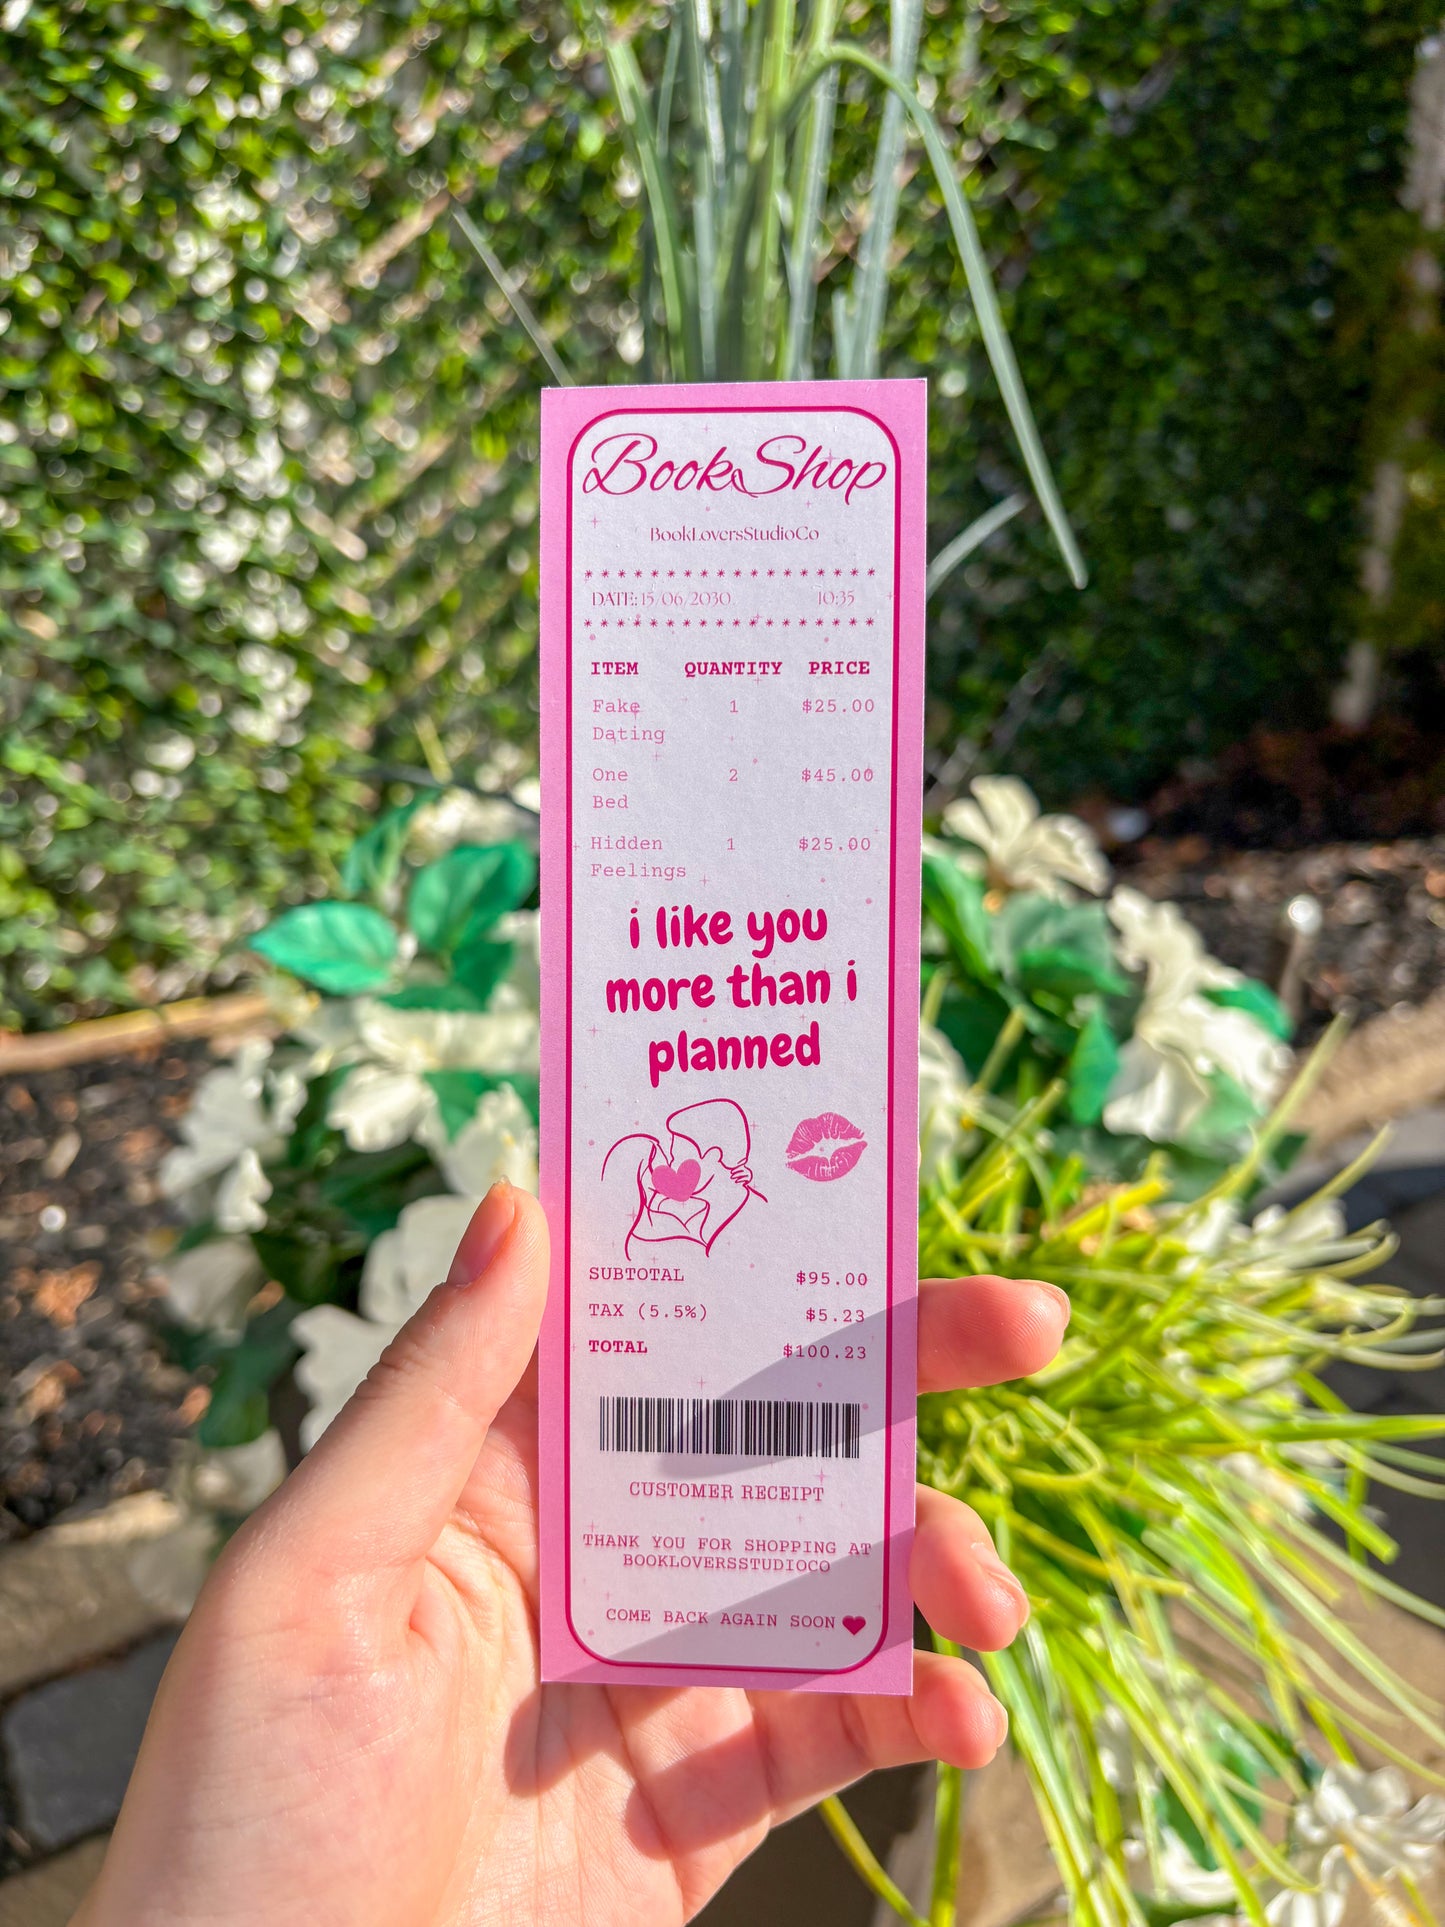 Book Shop
BookLoversStudioCo
* * * * * * * * * * * * * * * * * *
DATE: 15/06/2030 10:35
* * * * * * * * * * * * * * * * * *
ITEM QUANTITY PRICE
Fake 1 $25.00
Dating
One 2 $45.00
Bed
Hidden 1 $25.00
Feelings
i like you
more than i
planned
SUBTOTAL $95.00
TAX (5.5%) $5.23
TOTAL $100.23
CUSTOMER RECEIPT
THANK YOU FOR SHOPPING AT
BOOKLOVERSSTUDIOCO
COME BACK AGAIN SOON